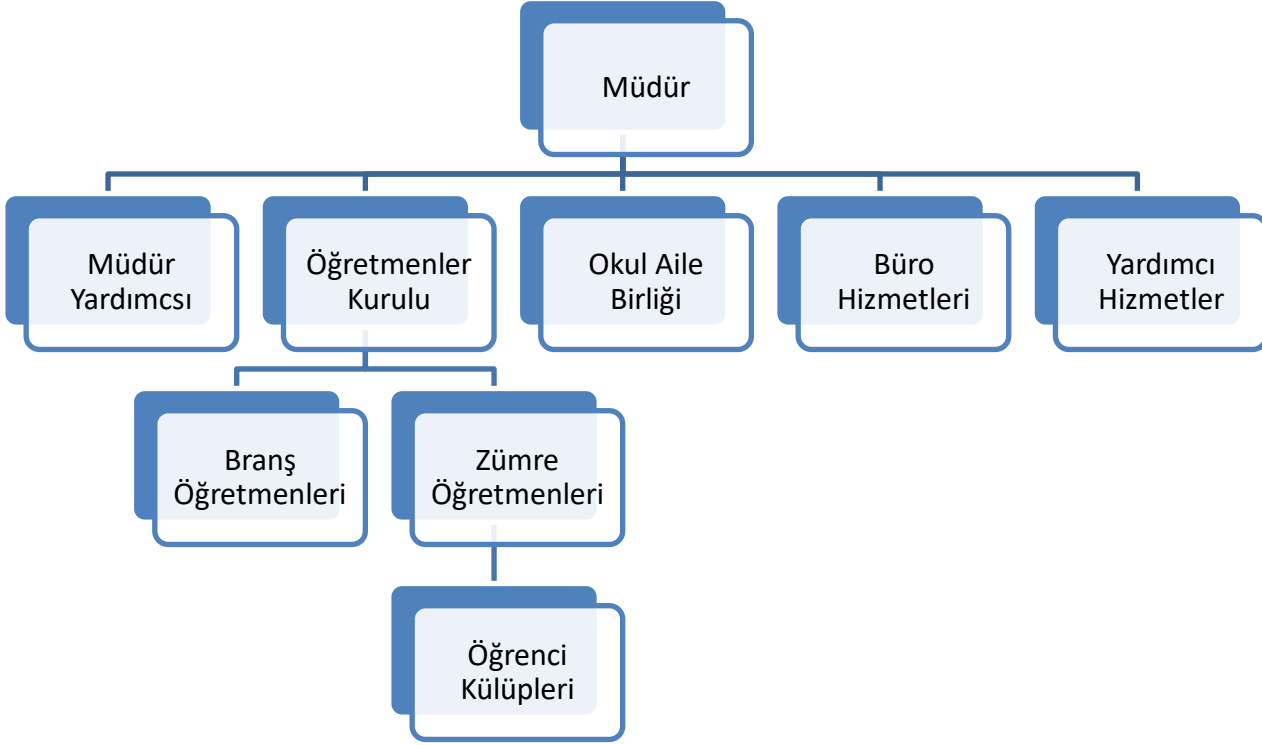 Müdür
Müdür
Yardımcsı
Öğretmenler
Kurulu
Okul Aile
Birliği
Büro
Hizmetleri
Yardımcı
Hizmetler
Branş
Öğretmenleri
Zümre
Öğretmenleri
Öğrenci
Külüpleri